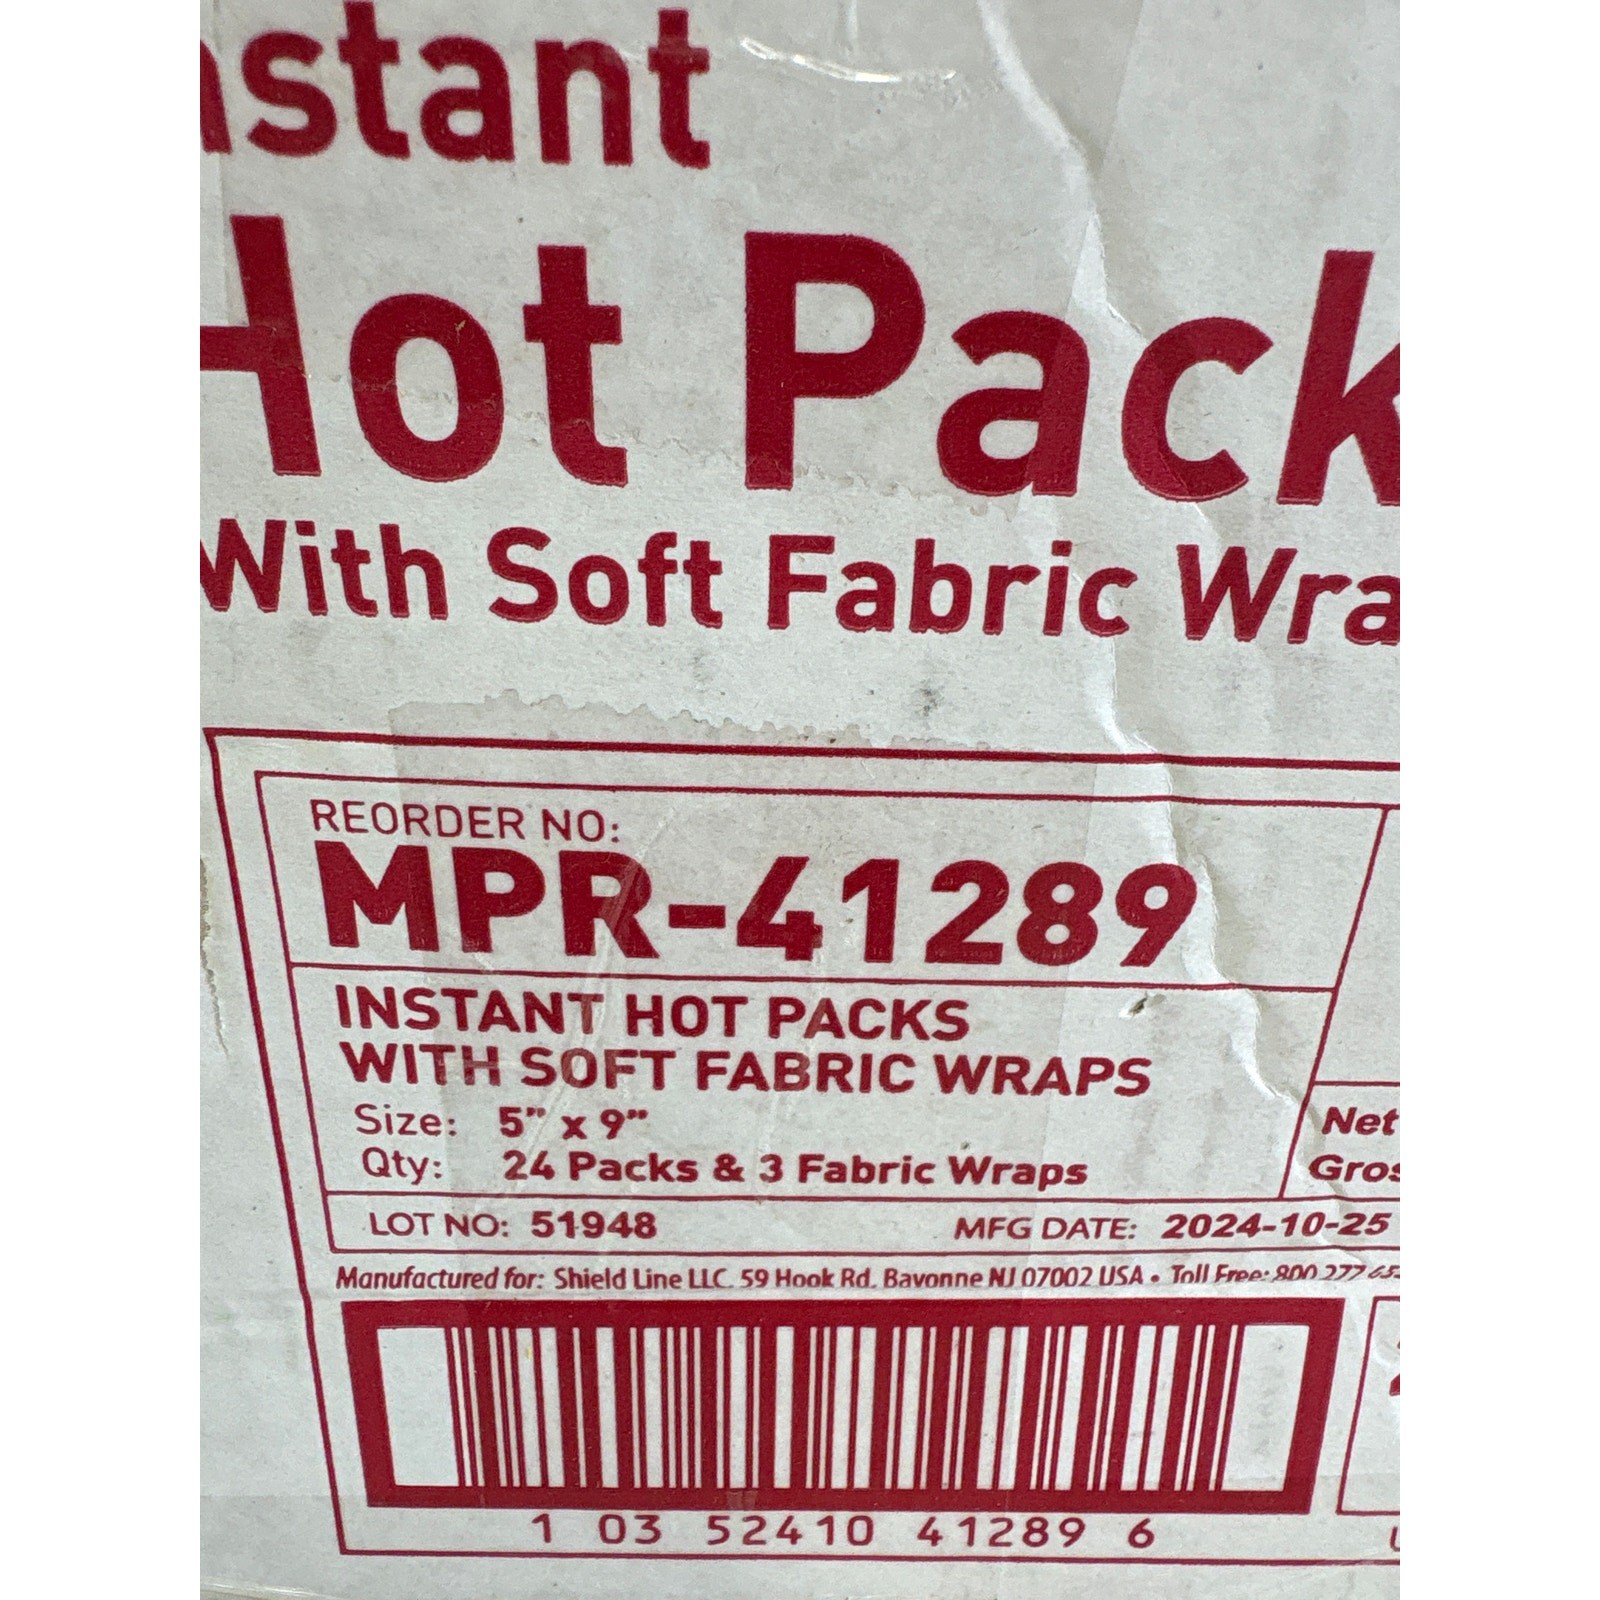 Instant
Hot Pack
With Soft Fabric Wra
REORDER NO:
MPR-41289
INSTANT HOT PACKS
WITH SOFT FABRIC WRAPS
Size: 5" x 9"
Qty: 24 Packs & 3 Fabric Wraps
Net
Gros
LOT NO: 51948 MFG DATE: 2024-10-25
Manufactured for: Shield Line LLC. 59 Hook Rd. Bayonne NJ 07002 USA • Toll Free: 800 277
1 03 52410 41289 6